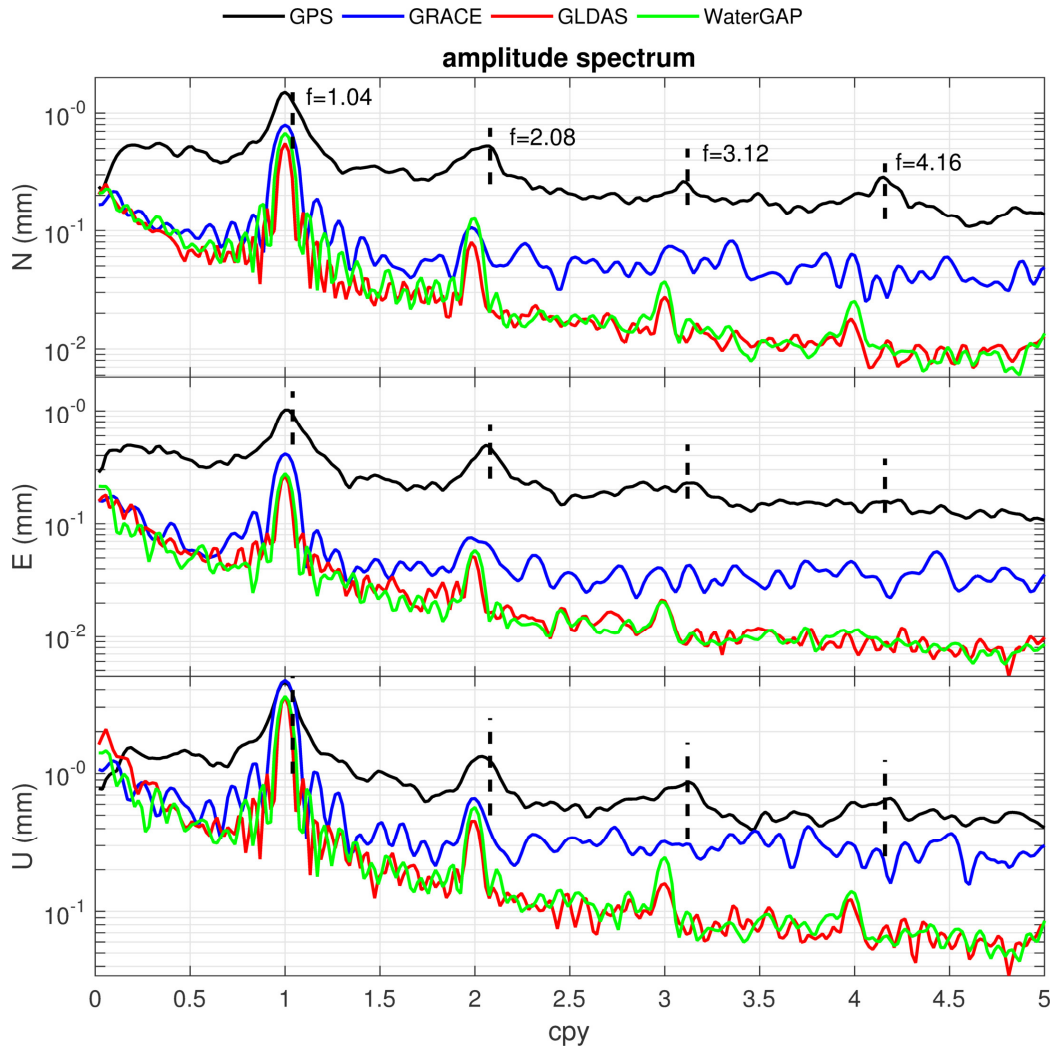 GPS GRACE GLDAS WaterGAP
amplitude spectrum
f=1.04
f=2.08
f=3.12
f=4.16
10^-0
10^-1
10^-2
N (mm)
10^-0
10^-1
10^-2
E (mm)
10^-0
10^-1
U (mm)
0 0.5 1 1.5 2 2.5 3 3.5 4 4.5 5
cpy